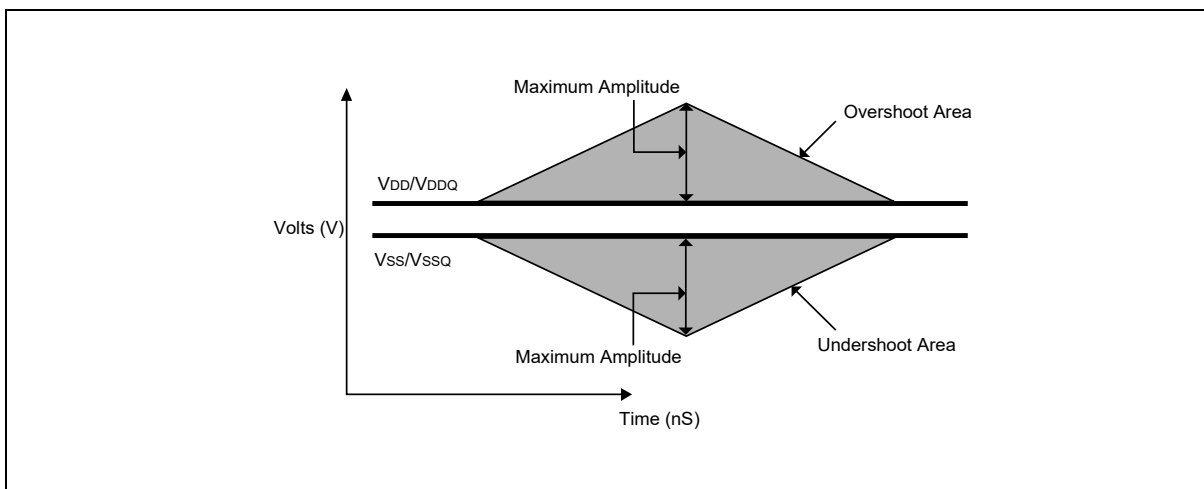 Maximum Amplitude
Overshoot Area
VDD/VDDQ
Volts (V)
VSS/VSSQ
Maximum Amplitude
Undershoot Area
Time (nS)